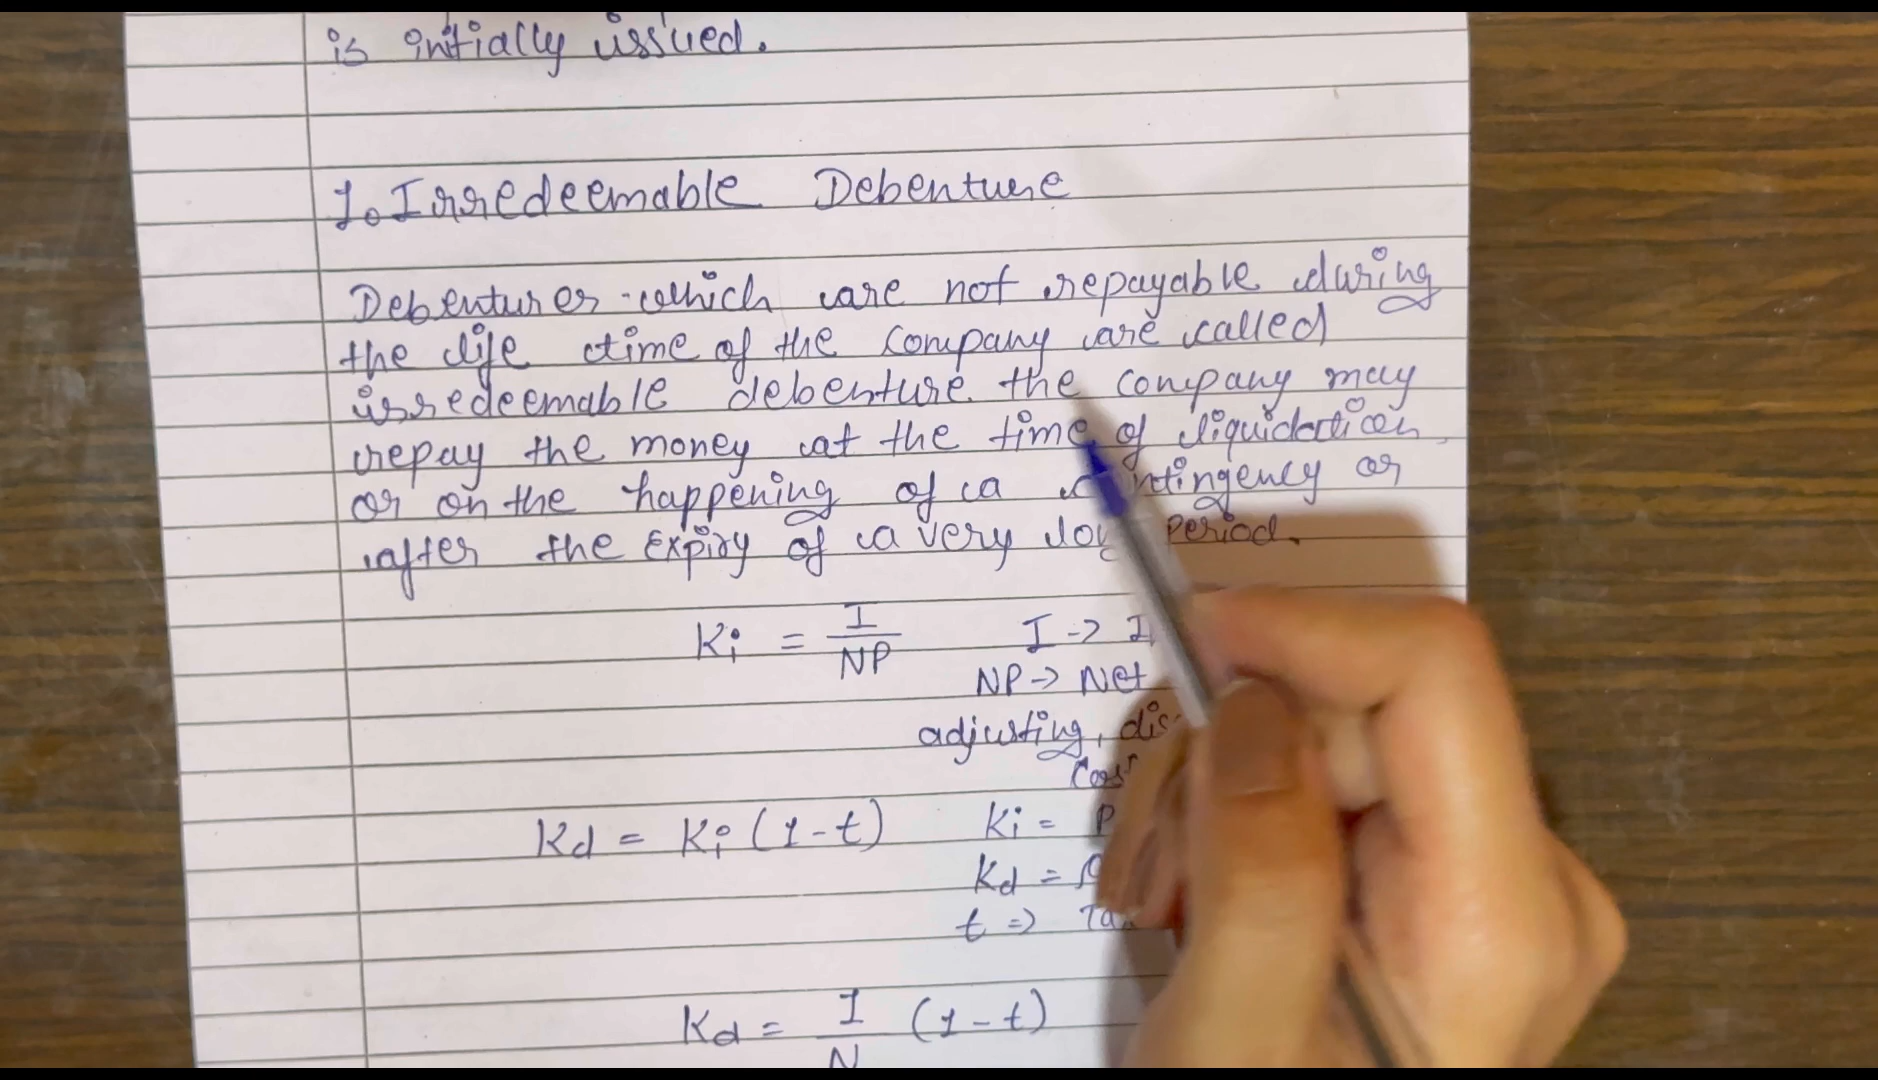 is initially issued.
1. Irredeemable Debenture
Debentures which are not repayable during
the life time of the company are called
irredeemable debenture. the company may
repay the money at the time of liquidation
or on the happening of a
or
after the expiry of a very period.
Ki = I / NP I ->
NP -> Net
adjusting,
Kd = Ki (1-t) Ki =
Kd =
t =>
Kd = I / N (1-t)